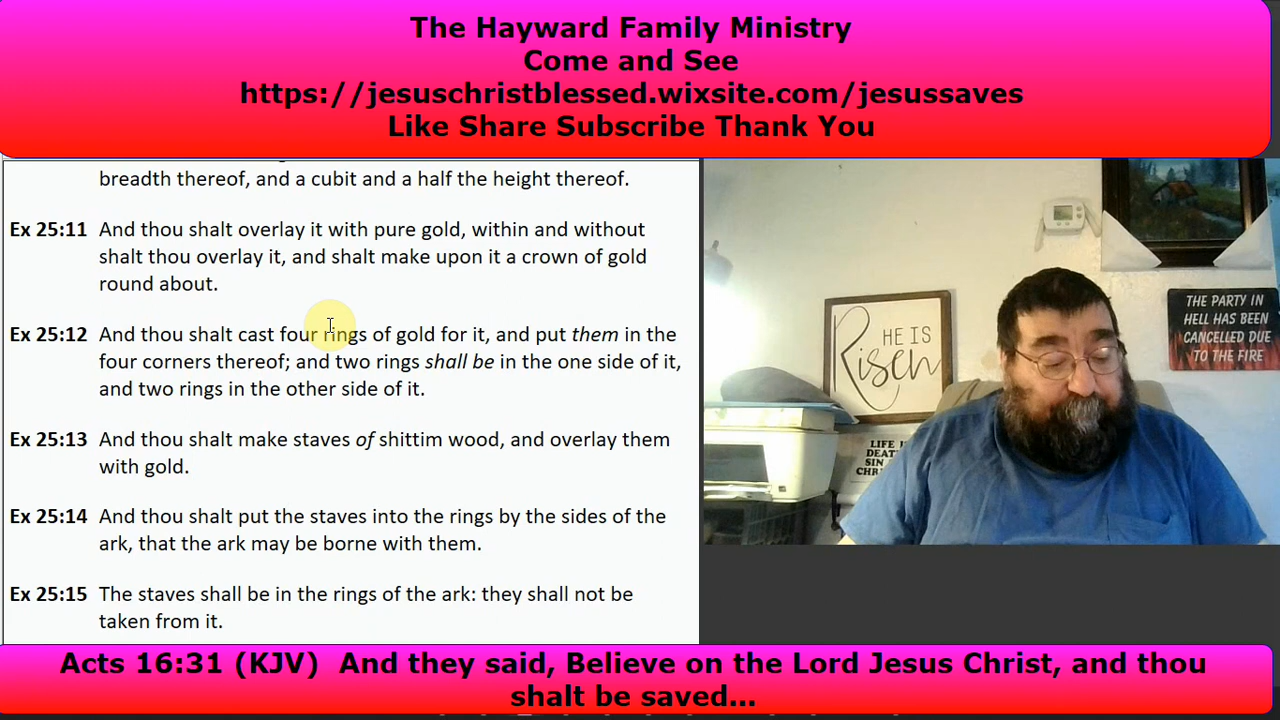 The Hayward Family Ministry
Come and See
https://jesuschristblessed.wixsite.com/jesussaves
Like Share Subscribe Thank You
breadth thereof, and a cubit and a half the height thereof.
Ex 25:11 And thou shalt overlay it with pure gold, within and without
shalt thou overlay it, and shalt make upon it a crown of gold
round about.
Ex 25:12 And thou shalt cast four rings of gold for it, and put them in the
four corners thereof; and two rings shall be in the one side of it,
and two rings in the other side of it.
Ex 25:13 And thou shalt make staves of shittim wood, and overlay them
with gold.
Ex 25:14 And thou shalt put the staves into the rings by the sides of the
ark, that the ark may be borne with them.
Ex 25:15 The staves shall be in the rings of the ark: they shall not be
taken from it.
HE IS
Risen
THE PARTY IN
HELL HAS BEEN
CANCELLED DUE
TO THE FIRE
LIFE
DEAT
SIN
CHR
Acts 16:31 (KJV) And they said, Believe on the Lord Jesus Christ, and thou
shalt be saved...